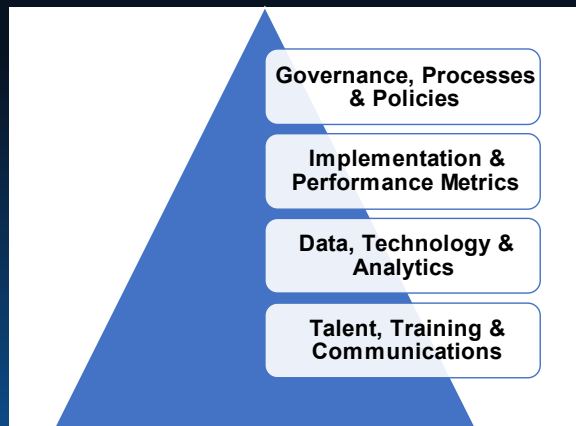 Governance, Processes
& Policies
Implementation &
Performance Metrics
Data, Technology &
Analytics
Talent, Training &
Communications